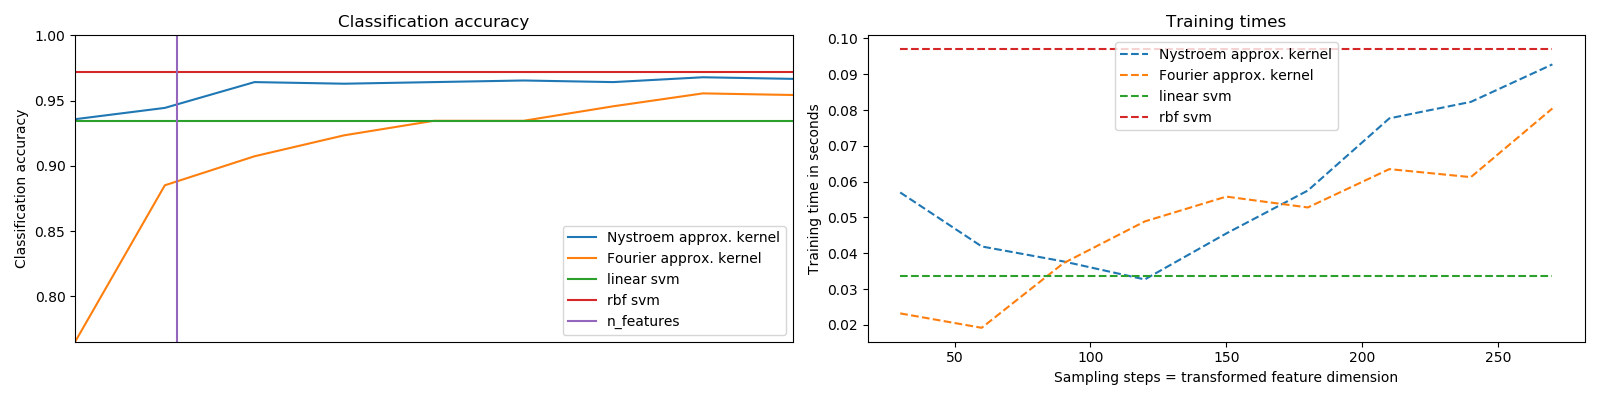 Classification accuracy
1.00
0.95
0.90
0.85
0.80
Classification accuracy
Nystroem approx. kernel
Fourier approx. kernel
linear svm
rbf svm
n_features
Training times
0.10
0.09
0.08
0.07
0.06
0.05
0.04
0.03
0.02
Training time in seconds
Nystroem approx. kernel
Fourier approx. kernel
linear svm
rbf svm
50 100 150 200 250
Sampling steps = transformed feature dimension